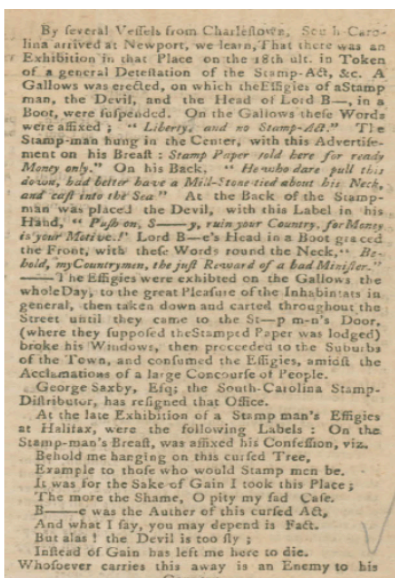 By ſeveral Veſſels from Charleſtown, South-Caro-
lina arrived at Newport, we learn, That there was an
Exhibition in that Place on the 18th ult. in Token
of a general Deteſtation of the Stamp-Act, &c. A
Gallows was erected, on which the Effigies of a Stamp
man, the Devil, and the Head of Lord B—, in a
Boot, were ſuſpended. On the Gallows theſe Words
were affixed ; " Liberty, and no Stamp-Act." The
Stamp-man hung in the Center, with this Advertiſe-
ment on his Breaſt : Stamp Paper ſold here for ready
Money only." On his Back, " He who dare pull this
down, had better have a Mill-Stone tied about his Neck,
and caſt into the Sea " At the Back of the Stamp-
man was placed the Devil, with this Label in his
Hand, " Puſh on, S——y, ruin your Country, for Money
is your Motive.!' Lord B—e's Head in a Boot graced
the Front, with theſe Words round the Neck, " Be-
hold, my Countrymen, the juſt Reward of a bad Miniſter."
——The Effigies were exhibted on the Gallows the
whole Day, to the great Pleaſure of the Inhabitants in
general, then taken down and carted throughout the
Street until they came to the St—p m-n's Door,
(where they ſuppoſed the Stamped Paper was lodged)
broke his Windows, then proceeded to the Suburbs
of the Town, and conſumed the Effigies, amidſt the
Acclamations of a large Concourſe of People.
George Saxby, Eſq; the South-Carolina Stamp-
Diſtributor, has reſigned that Office.
At the late Exhibition of a Stamp man's Effigies
at Halifax, were the following Labels : On the
Stamp-man's Breaſt, was affixed his Confeſſion, viz.
Behold me hanging on this curſed Tree,
Example to thoſe who would Stamp men be.
It was for the Sake of Gain I took this Place ;
The more the Shame, O pity my ſad Caſe.
B——e was the Auther of this curſed Act,
And what I ſay, you may depend is Fact.
But alas ! the Devil is too ſly ;
Inſtead of Gain has left me here to die.
Whoſoever carries this away is an Enemy to his